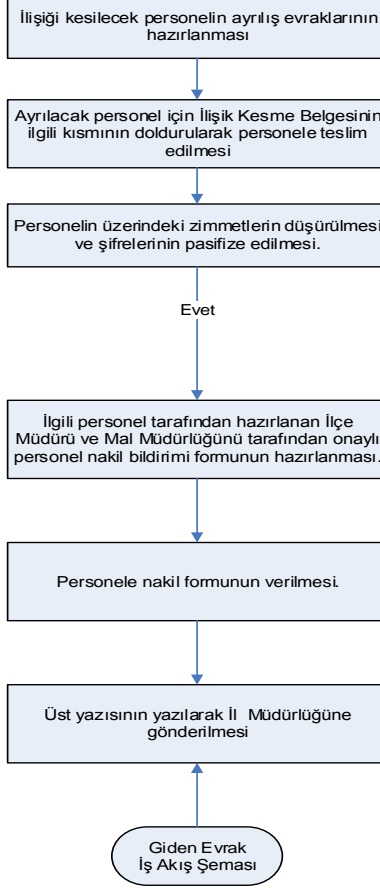 İlişiği kesilecek personelin ayrılış evraklarının
hazırlanması
Ayrılacak personel için İlişik Kesme Belgesinin
ilgili kısmının doldurularak personele teslim
edilmesi
Personelin üzerindeki zimmetlerin düşürülmesi
ve şifrelerinin pasifize edilmesi.
Evet
İlgili personel tarafından hazırlanan İlçe
Müdürü ve Mal Müdürlüğünü tarafından onaylı
personel nakil bildirimi formunun hazırlanması.
Personele nakil formunun verilmesi.
Üst yazısının yazılarak İl Müdürlüğüne
gönderilmesi
Giden Evrak
İş Akış Şeması